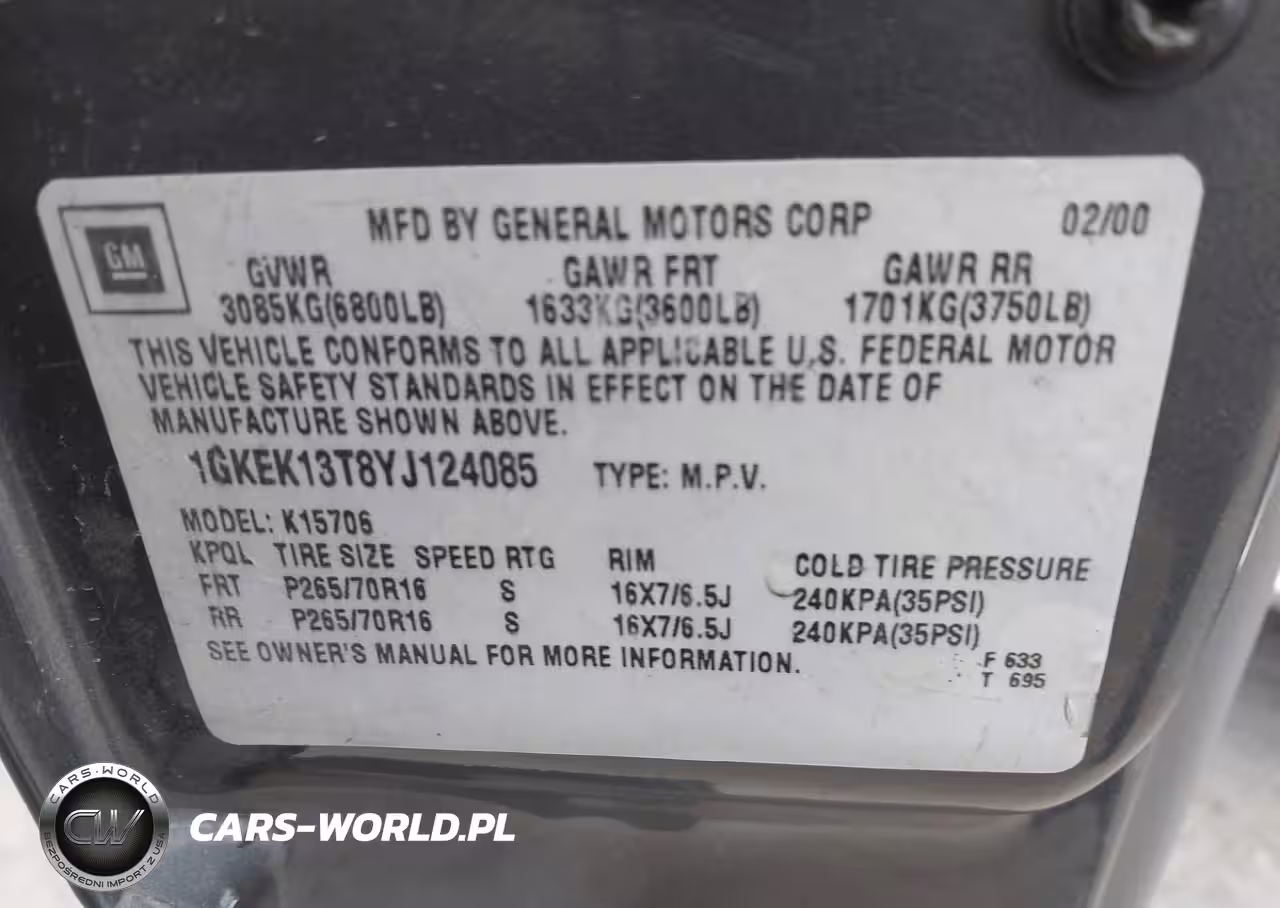 MFD BY GENERAL MOTORS CORP 02/00
GM
GVWR GAWR FRT GAWR RR
3085KG(6800LB) 1633KG(3600LB) 1701KG(3750LB)
THIS VEHICLE CONFORMS TO ALL APPLICABLE U.S. FEDERAL MOTOR
VEHICLE SAFETY STANDARDS IN EFFECT ON THE DATE OF
MANUFACTURE SHOWN ABOVE.
1GKEK13T8YJ124085 TYPE: M.P.V.
MODEL: K15706
KPQL TIRE SIZE SPEED RTG RIM COLD TIRE PRESSURE
FRT P265/70R16 S 16X7/6.5J 240KPA(35PSI)
RR P265/70R16 S 16X7/6.5J 240KPA(35PSI)
SEE OWNER'S MANUAL FOR MORE INFORMATION.
F 633
T 695
CARS-WORLD
CW
BEZPOŚREDNI IMPORT Z USA
CARS-WORLD.PL